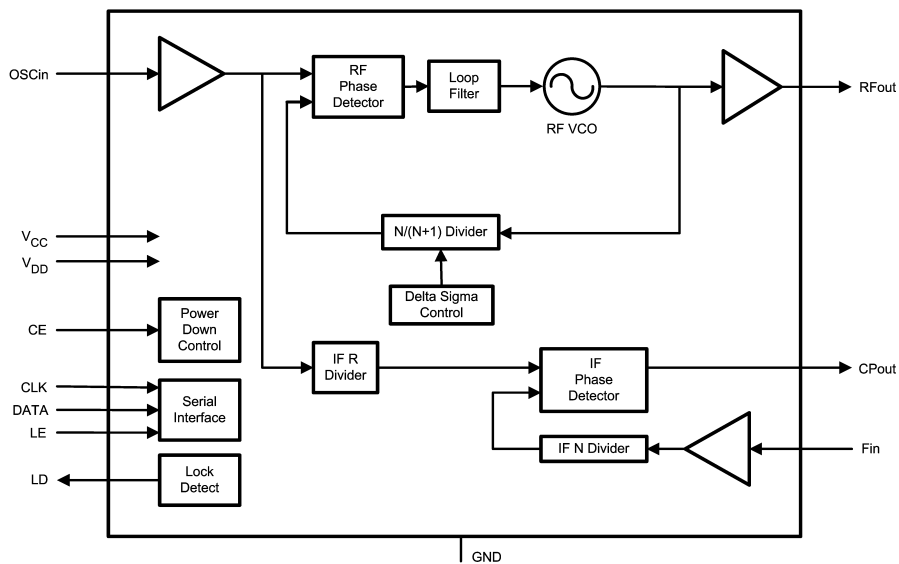 OSCin
RF
Phase
Detector
Loop
Filter
RF VCO
RFout
VCC
VDD
N/(N+1) Divider
Delta Sigma
Control
CE
Power
Down
Control
IF R
Divider
IF
Phase
Detector
CPout
CLK
DATA
LE
Serial
Interface
IF N Divider
Fin
LD
Lock
Detect
GND